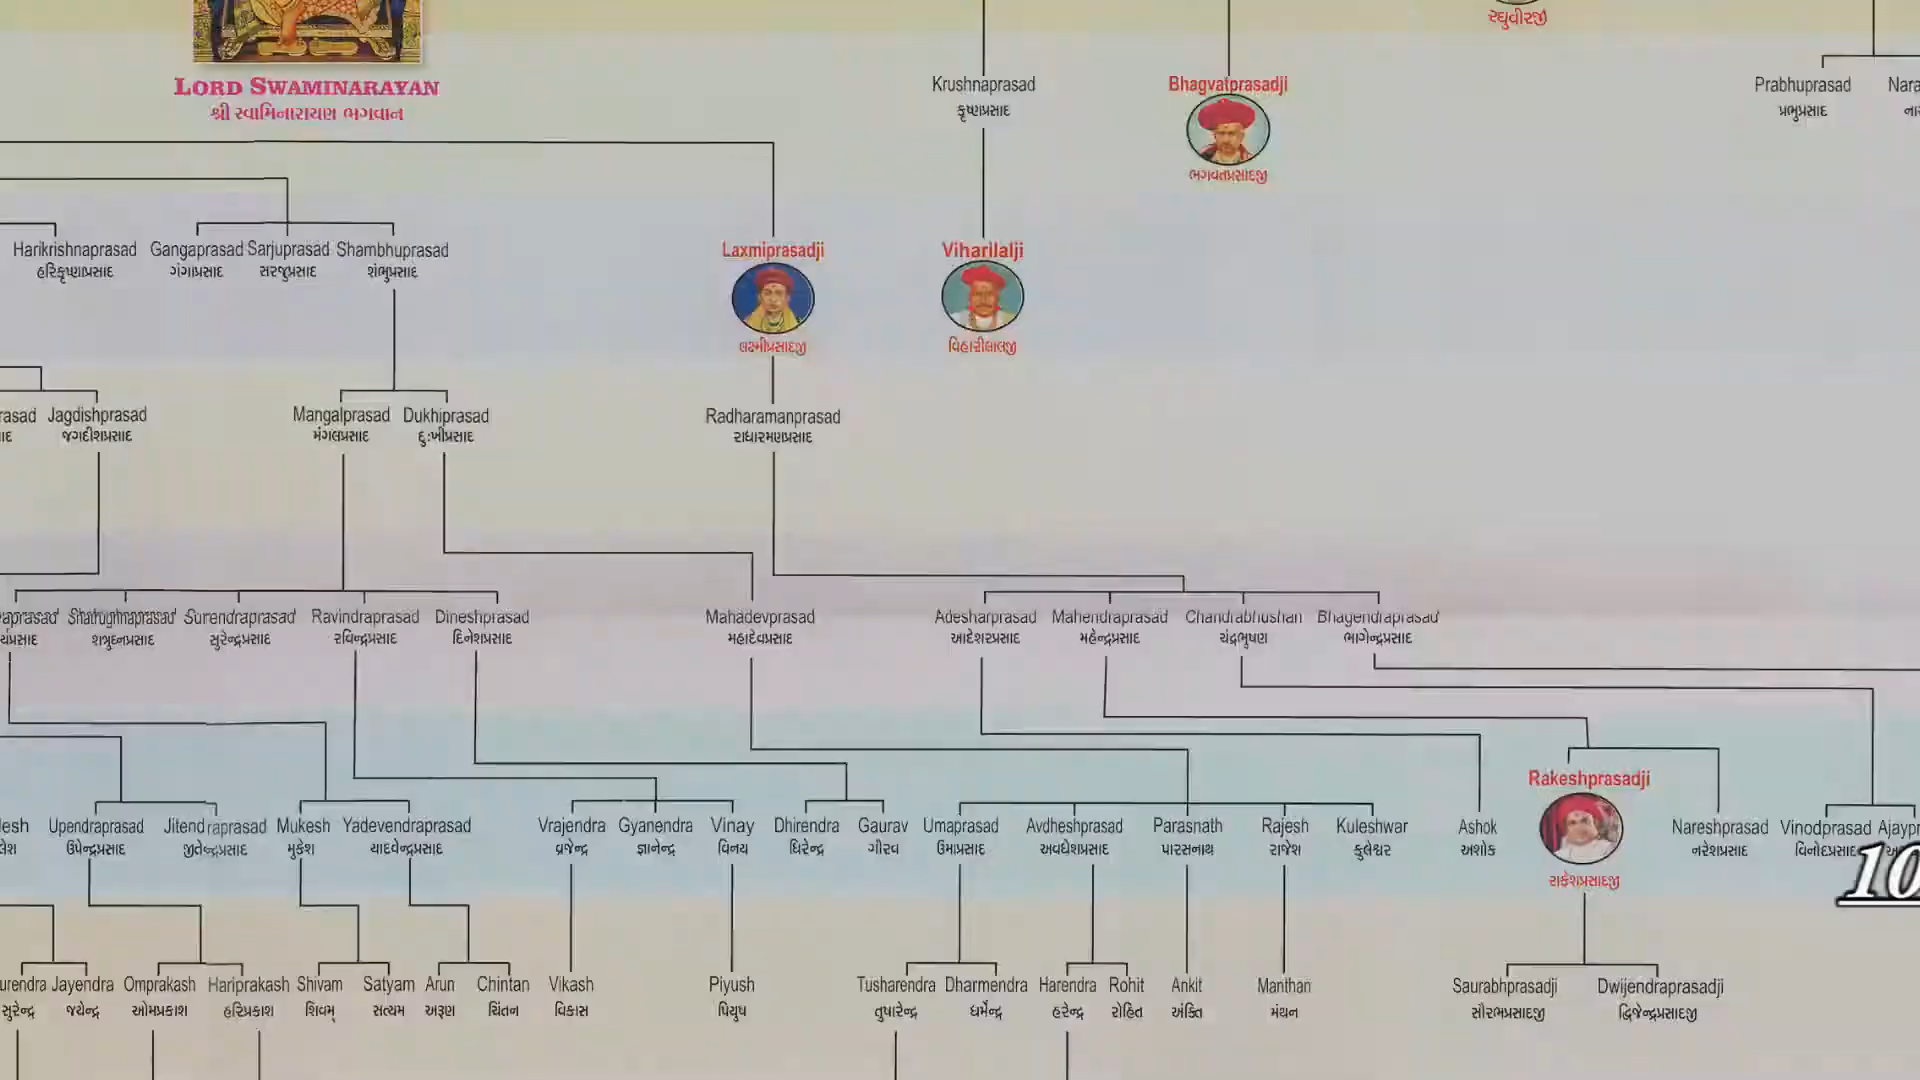 રઘુવીરજી
LORD SWAMINARAYAN
શ્રી સ્વામિનારાયણ ભગવાન
Krushnaprasad
કૃષ્ણપ્રસાદ
Bhagvatprasadji
ભગવતપ્રસાદજી
Prabhuprasad
પ્રભુપ્રસાદ
Harikrishnaprasad Gangaprasad Sarjuprasad Shambhuprasad
હરિકૃષ્ણપ્રસાદ ગંગાપ્રસાદ સરજૂપ્રસાદ શંભુપ્રસાદ
Laxmiprasadji
લક્ષ્મીપ્રસાદજી
Viharilalji
વિહારીલાલજી
Jagdishprasad Mangalprasad Dukhiprasad Radharamanprasad
જગદીશપ્રસાદ મંગલપ્રસાદ દુઃખીપ્રસાદ રાધારમણપ્રસાદ
Shatrughnaprasad Surendraprasad Ravindraprasad Dineshprasad Mahadevprasad Adesharprasad Mahendraprasad Chandrabhushan Bhagendraprasad
શત્રુઘ્નપ્રસાદ સુરેન્દ્રપ્રસાદ રવિન્દ્રપ્રસાદ દિનેશપ્રસાદ મહાદેવપ્રસાદ આદેશરપ્રસાદ મહેન્દ્રપ્રસાદ ચંદ્રભુષણ ભાગેન્દ્રપ્રસાદ
Rakeshprasadji
રાકેશપ્રસાદજી
Upendraprasad Jitendraprasad Mukesh Yadevendraprasad Vrajendra Gyanendra Vinay Dhirendra Gaurav Umaprasad Avdheshprasad Parasnath Rajesh Kuleshwar Ashok Nareshprasad Vinodprasad
ઉપેન્દ્રપ્રસાદ જીતેન્દ્રપ્રસાદ મુકેશ યાદવેન્દ્રપ્રસાદ વ્રજેન્દ્ર જ્ઞાનેન્દ્ર વિનય ધિરેન્દ્ર ગૌરવ ઉમાપ્રસાદ અવધેશપ્રસાદ પારસનાથ રાજેશ કુલેશ્વર અશોક નરેશપ્રસાદ વિનોદપ્રસાદ
10
Jayendra Omprakash Hariprakash Shivam Satyam Arun Chintan Vikash Piyush Tusharendra Dharmendra Harendra Rohit Ankit Manthan Saurabhprasadji Dwijendraprasadji
સુરેન્દ્ર જયેન્દ્ર ઓમપ્રકાશ હરિપ્રકાશ શિવમ્ સત્યમ અરૂણ ચિંતન વિકાસ પિયુષ તુષારેન્દ્ર ધર્મેન્દ્ર હરેન્દ્ર રોહિત અંકિત મંથન સૌરભપ્રસાદજી દ્વિજેન્દ્રપ્રસાદજી